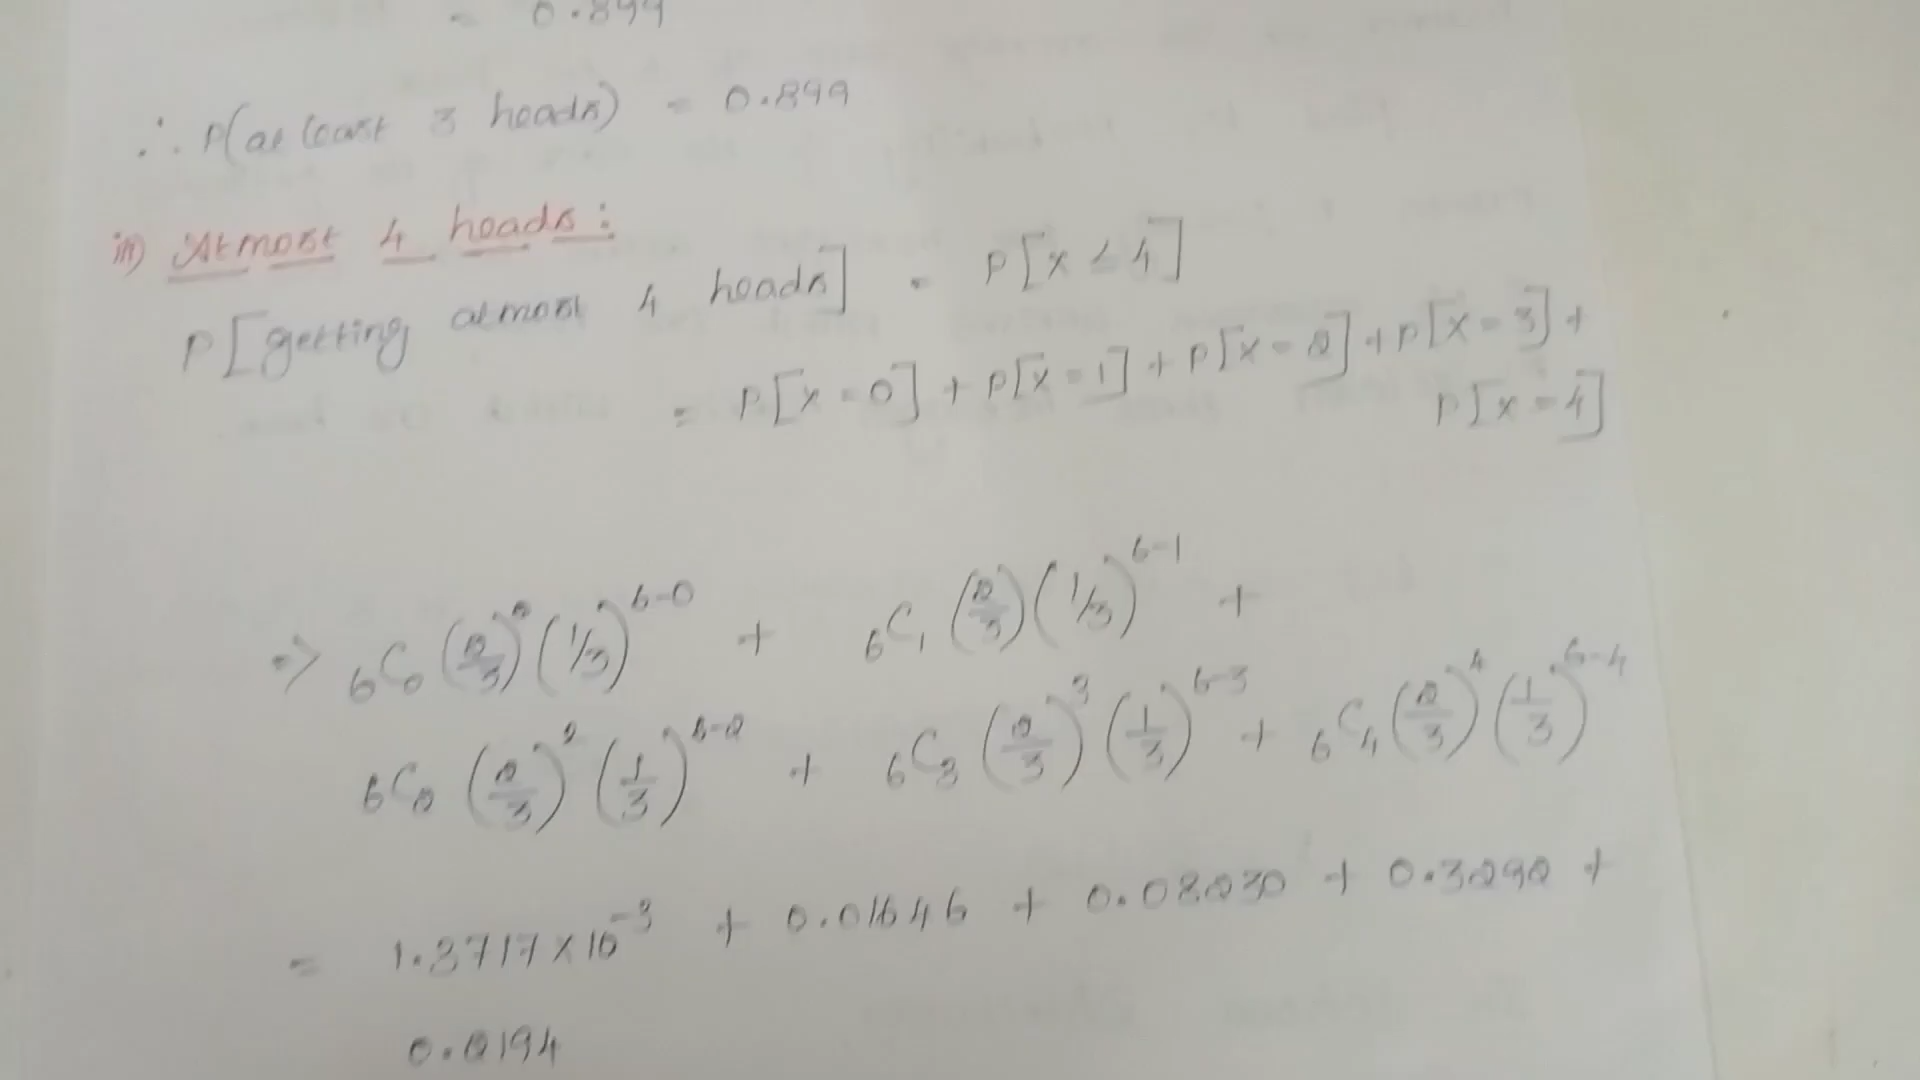 = 0.899
∴ P(at least 3 heads) = 0.899
iii) Atmost 4 heads:
P[getting atmost 4 heads] = P[x ≤ 4]
= P[x=0] + P[x=1] + P[x=2] + P[x=3] +
P[x=4]
=> 6C₀ (2/3)⁰ (1/3)⁶⁻⁰ + 6C₁ (2/3) (1/3)⁶⁻¹ +
6C₂ (2/3)² (1/3)⁶⁻² + 6C₃ (2/3)³ (1/3)⁶⁻³ + 6C₄ (2/3)⁴ (1/3)⁶⁻⁴
= 1.3717 × 10⁻³ + 0.01646 + 0.08230 + 0.3292 +
0.2194